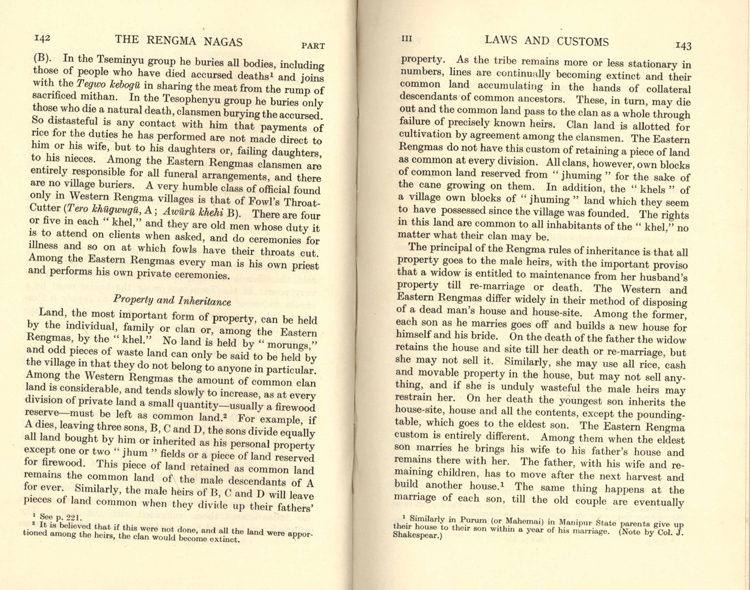 142 THE RENGMA NAGAS PART
(B). In the Tseminyu group he buries all bodies, including
those of people who have died accursed deaths¹ and joins
with the Tegwo kebogü in sharing the meat from the rump of
sacrificed mithan. In the Tesophenyu group he buries only
those who die a natural death, clansmen burying the accursed.
So distasteful is any contact with him that payments of
rice for the duties he has performed are not made direct to
him or his wife, but to his daughters or, failing daughters,
to his nieces. Among the Eastern Rengmas clansmen are
entirely responsible for all funeral arrangements, and there
are no village buriers. A very humble class of official found
only in Western Rengma villages is that of Fowl's Throat-
Cutter (Tero khügwugü, A; Awürü khehi B). There are four
or five in each " khel," and they are old men whose duty it
is to attend on clients when asked, and do ceremonies for
illness and so on at which fowls have their throats cut.
Among the Eastern Rengmas every man is his own priest
and performs his own private ceremonies.
Property and Inheritance
Land, the most important form of property, can be held
by the individual, family or clan or, among the Eastern
Rengmas, by the " khel." No land is held by " morungs,"
and odd pieces of waste land can only be said to be held by
the village in that they do not belong to anyone in particular.
Among the Western Rengmas the amount of common clan
land is considerable, and tends slowly to increase, as at every
division of private land a small quantity—usually a firewood
reserve—must be left as common land.² For example, if
A dies, leaving three sons, B, C and D, the sons divide equally
all land bought by him or inherited as his personal property
except one or two " jhum " fields or a piece of land reserved
for firewood. This piece of land retained as common land
remains the common land of the male descendants of A
for ever. Similarly, the male heirs of B, C and D will leave
pieces of land common when they divide up their fathers'
¹ See p. 221.
² It is believed that if this were not done, and all the land were appor-
tioned among the heirs, the clan would become extinct.
III LAWS AND CUSTOMS 143
property. As the tribe remains more or less stationary in
numbers, lines are continually becoming extinct and their
common land accumulating in the hands of collateral
descendants of common ancestors. These, in turn, may die
out and the common land pass to the clan as a whole through
failure of precisely known heirs. Clan land is allotted for
cultivation by agreement among the clansmen. The Eastern
Rengmas do not have this custom of retaining a piece of land
as common at every division. All clans, however, own blocks
of common land reserved from " jhuming " for the sake of
the cane growing on them. In addition, the " khels " of
a village own blocks of " jhuming " land which they seem
to have possessed since the village was founded. The rights
in this land are common to all inhabitants of the " khel," no
matter what their clan may be.
The principal of the Rengma rules of inheritance is that all
property goes to the male heirs, with the important proviso
that a widow is entitled to maintenance from her husband's
property till re-marriage or death. The Western and
Eastern Rengmas differ widely in their method of disposing
of a dead man's house and house-site. Among the former,
each son as he marries goes off and builds a new house for
himself and his bride. On the death of the father the widow
retains the house and site till her death or re-marriage, but
she may not sell it. Similarly, she may use all rice, cash
and movable property in the house, but may not sell any-
thing, and if she is unduly wasteful the male heirs may
restrain her. On her death the youngest son inherits the
house-site, house and all the contents, except the pounding-
table, which goes to the eldest son. The Eastern Rengma
custom is entirely different. Among them when the eldest
son marries he brings his wife to his father's house and
remains there with her. The father, with his wife and re-
maining children, has to move after the next harvest and
build another house.¹ The same thing happens at the
marriage of each son, till the old couple are eventually
¹ Similarly in Purum (or Mahemai) in Manipur State parents give up
their house to their son within a year of his marriage. (Note by Col. J.
Shakespear.)